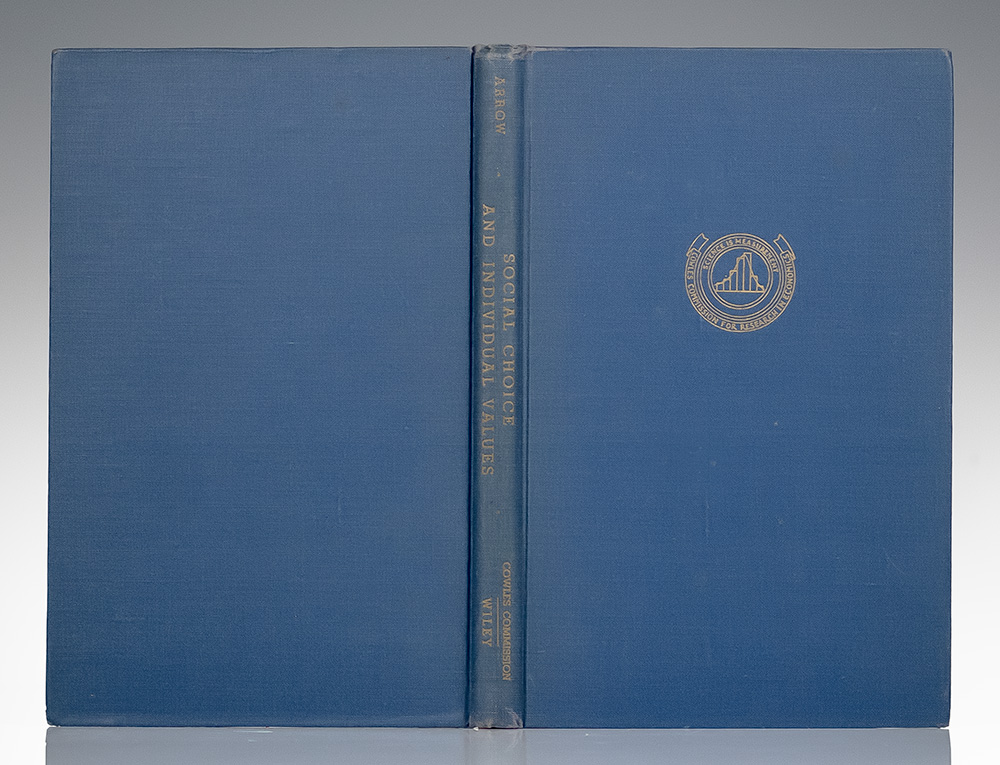 ARROW
SOCIAL CHOICE
AND INDIVIDUAL VALUES
COWLES COMMISSION
WILEY
SCIENCE IS MEASUREMENT
COWLES COMMISSION FOR RESEARCH IN ECONOMICS